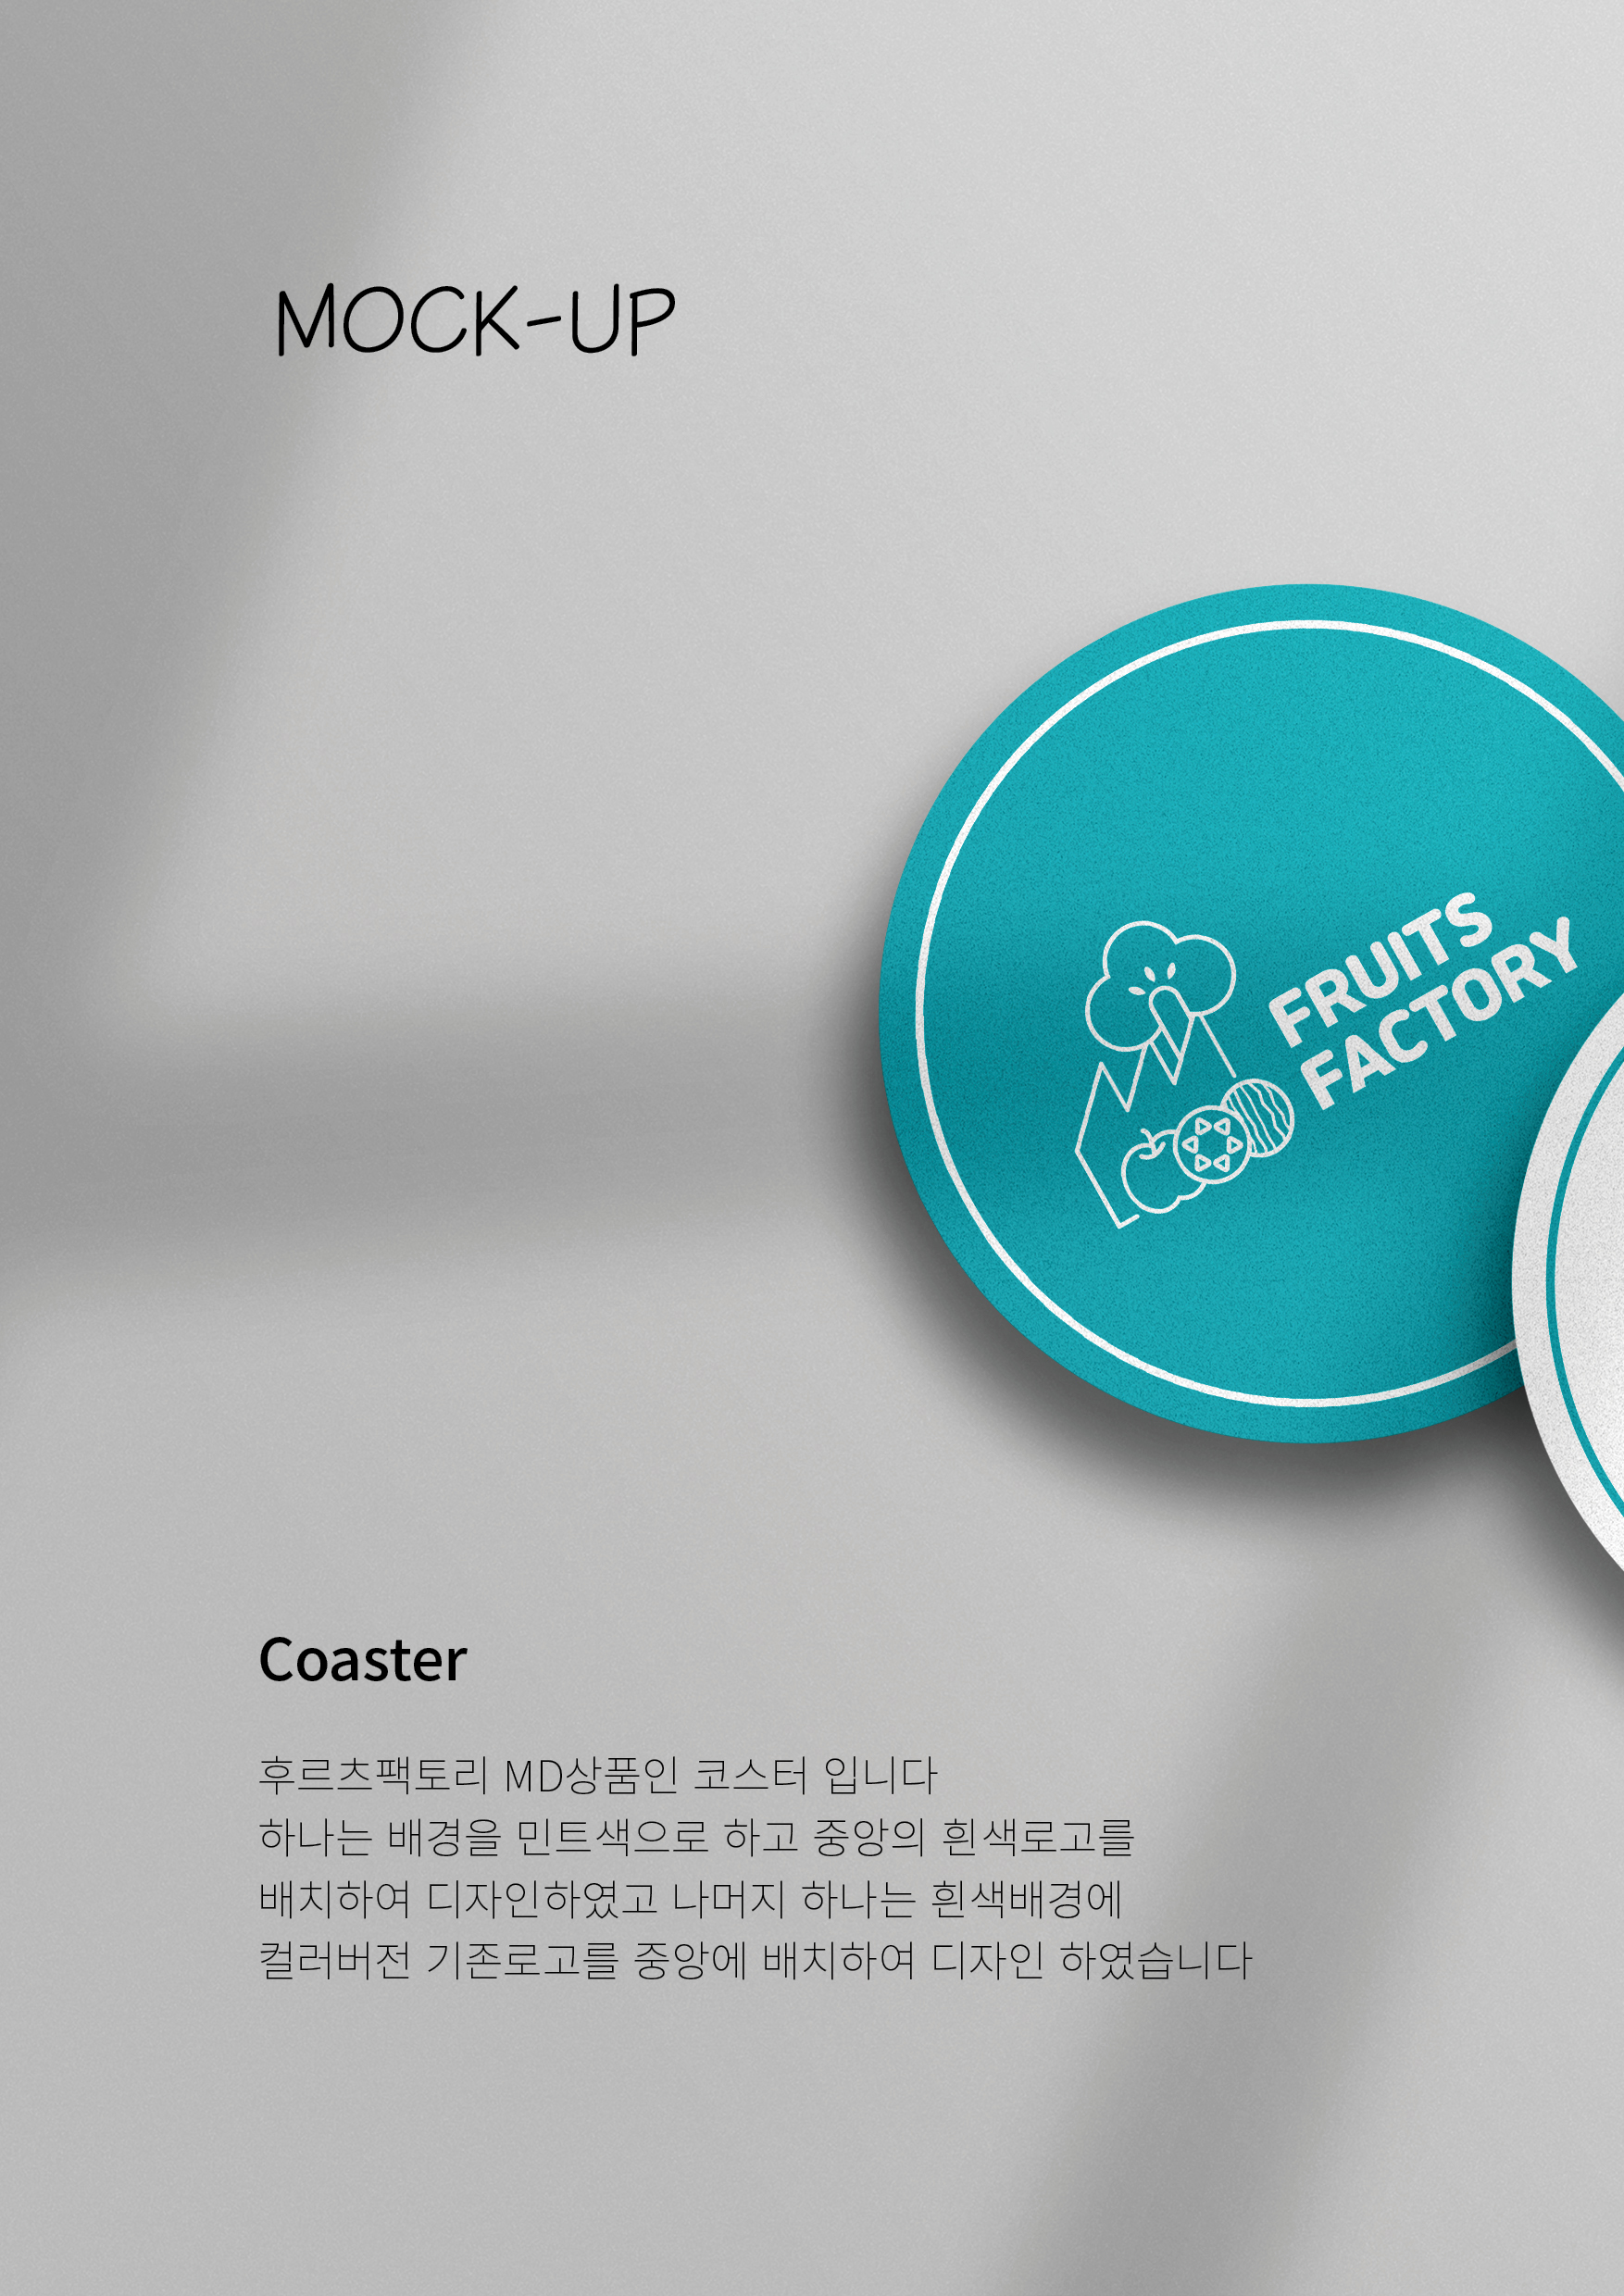 MOCK-UP
FRUITS
FACTORY
Coaster
후르츠팩토리 MD상품인 코스터 입니다
하나는 배경을 민트색으로 하고 중앙의 흰색로고를
배치하여 디자인하였고 나머지 하나는 흰색배경에
컬러버전 기존로고를 중앙에 배치하여 디자인 하였습니다